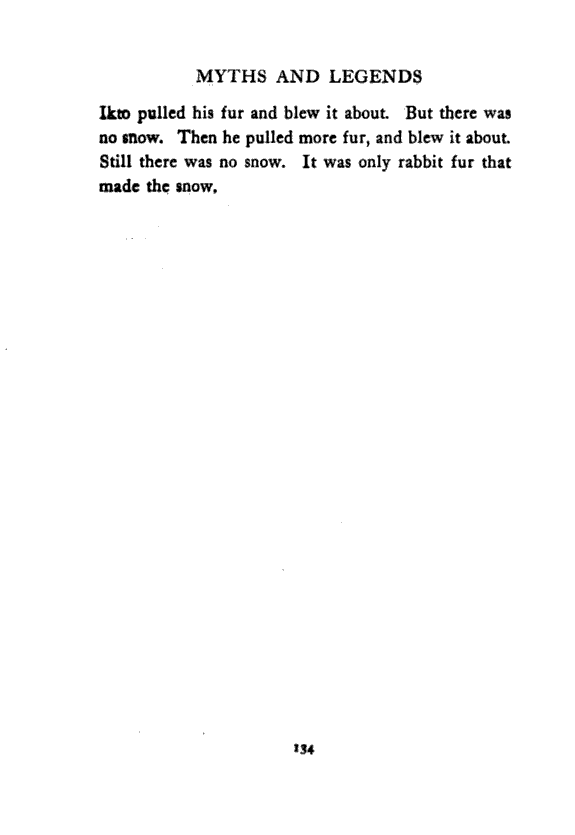 MYTHS AND LEGENDS
Ikto pulled his fur and blew it about. But there was
no snow. Then he pulled more fur, and blew it about.
Still there was no snow. It was only rabbit fur that
made the snow.
134